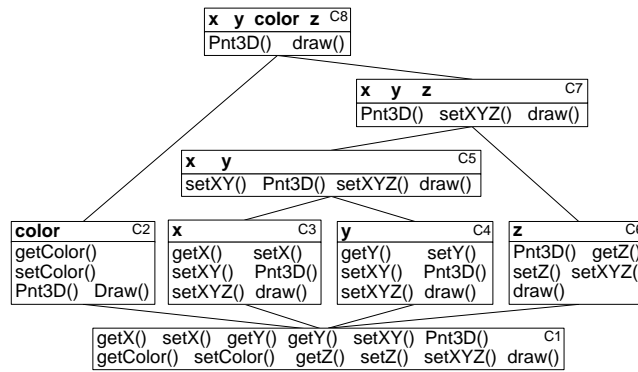 x y color z C8
Pnt3D() draw()
x y z C7
Pnt3D() setXYZ() draw()
x y C5
setXY() Pnt3D() setXYZ() draw()
color C2
getColor()
setColor()
Pnt3D() Draw()
x C3
getX() setX()
setXY() Pnt3D()
setXYZ() draw()
y C4
getY() setY()
setXY() Pnt3D()
setXYZ() draw()
z C6
Pnt3D() getZ()
setZ() setXYZ()
draw()
getX() setX() getY() getY() setXY() Pnt3D() C1
getColor() setColor() getZ() setZ() setXYZ() draw()